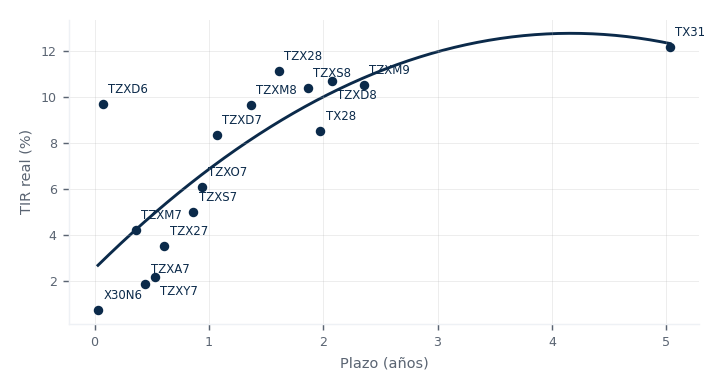 TX31
TZX28
TZXS8
TZXM9
TZXD6
TZXM8
TZXD8
TZXD7
TX28
TZXO7
TZXS7
TZXM7
TZX27
TZXA7
TZXY7
X30N6
12
10
8
6
4
2
0
1
2
3
4
5
TIR real (%)
Plazo (años)